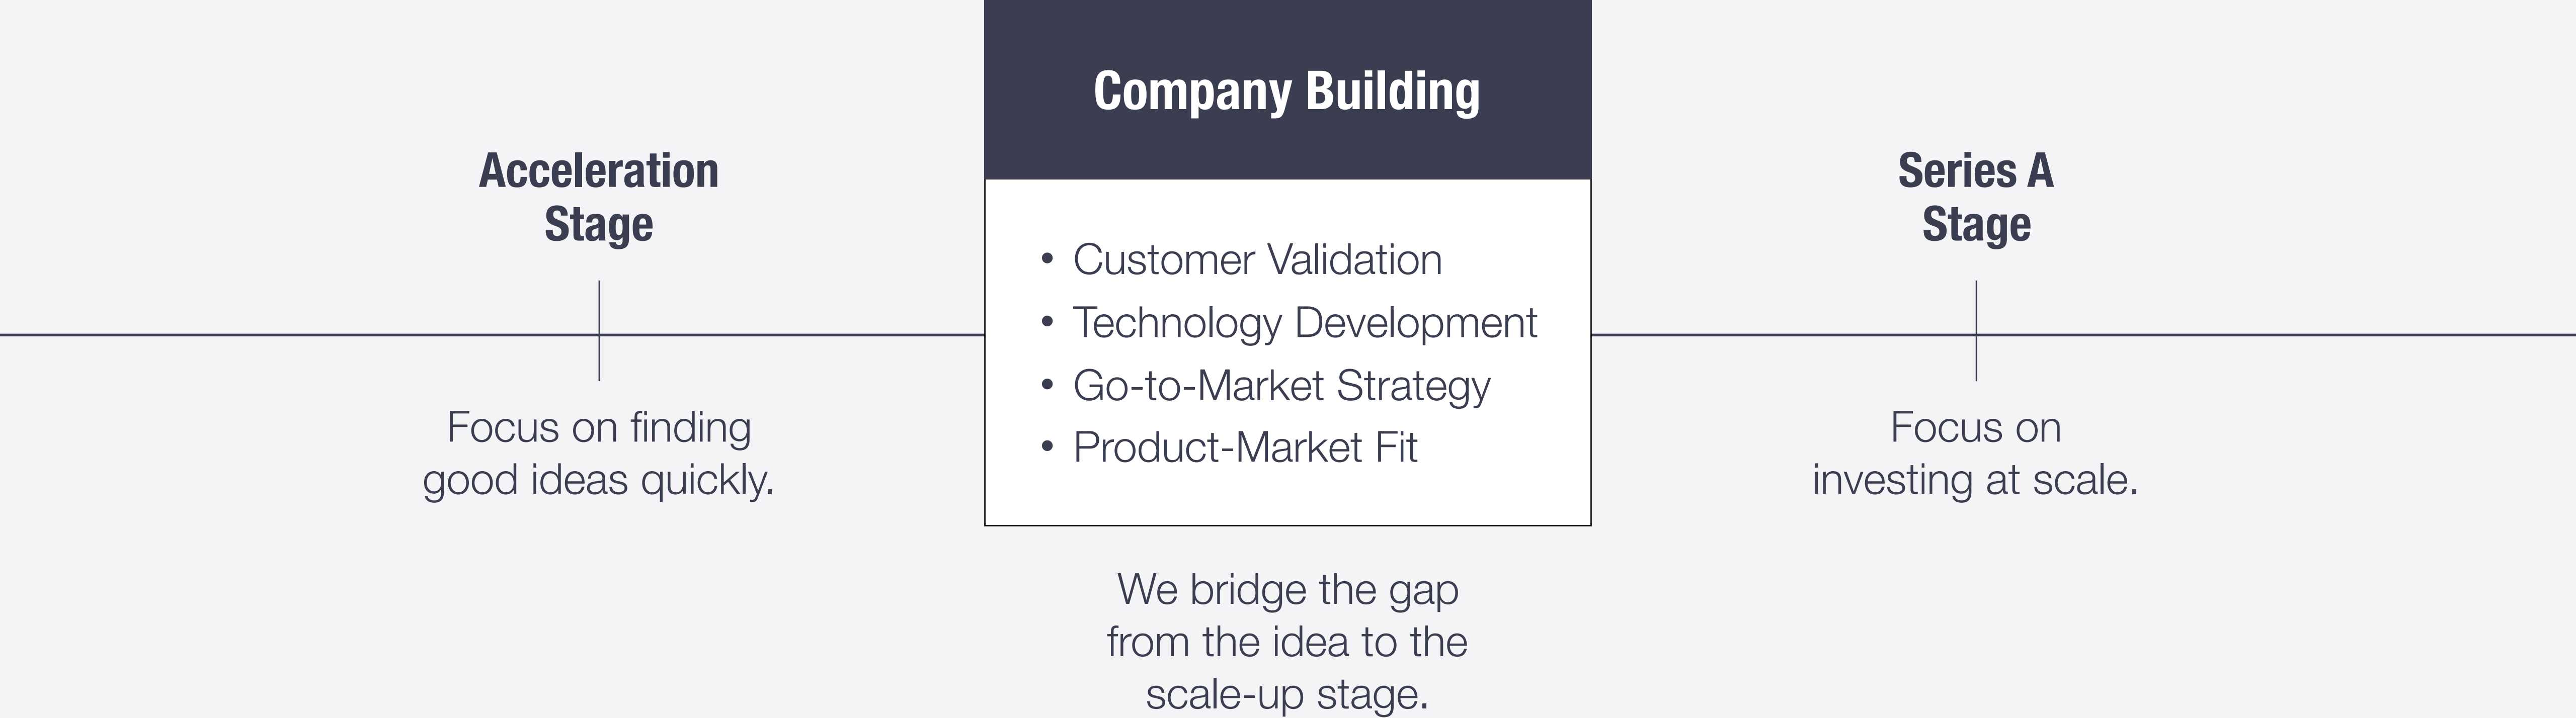 Acceleration
Stage
Focus on finding
good ideas quickly.
Company Building
• Customer Validation
• Technology Development
• Go-to-Market Strategy
• Product-Market Fit
We bridge the gap
from the idea to the
scale-up stage.
Series A
Stage
Focus on
investing at scale.